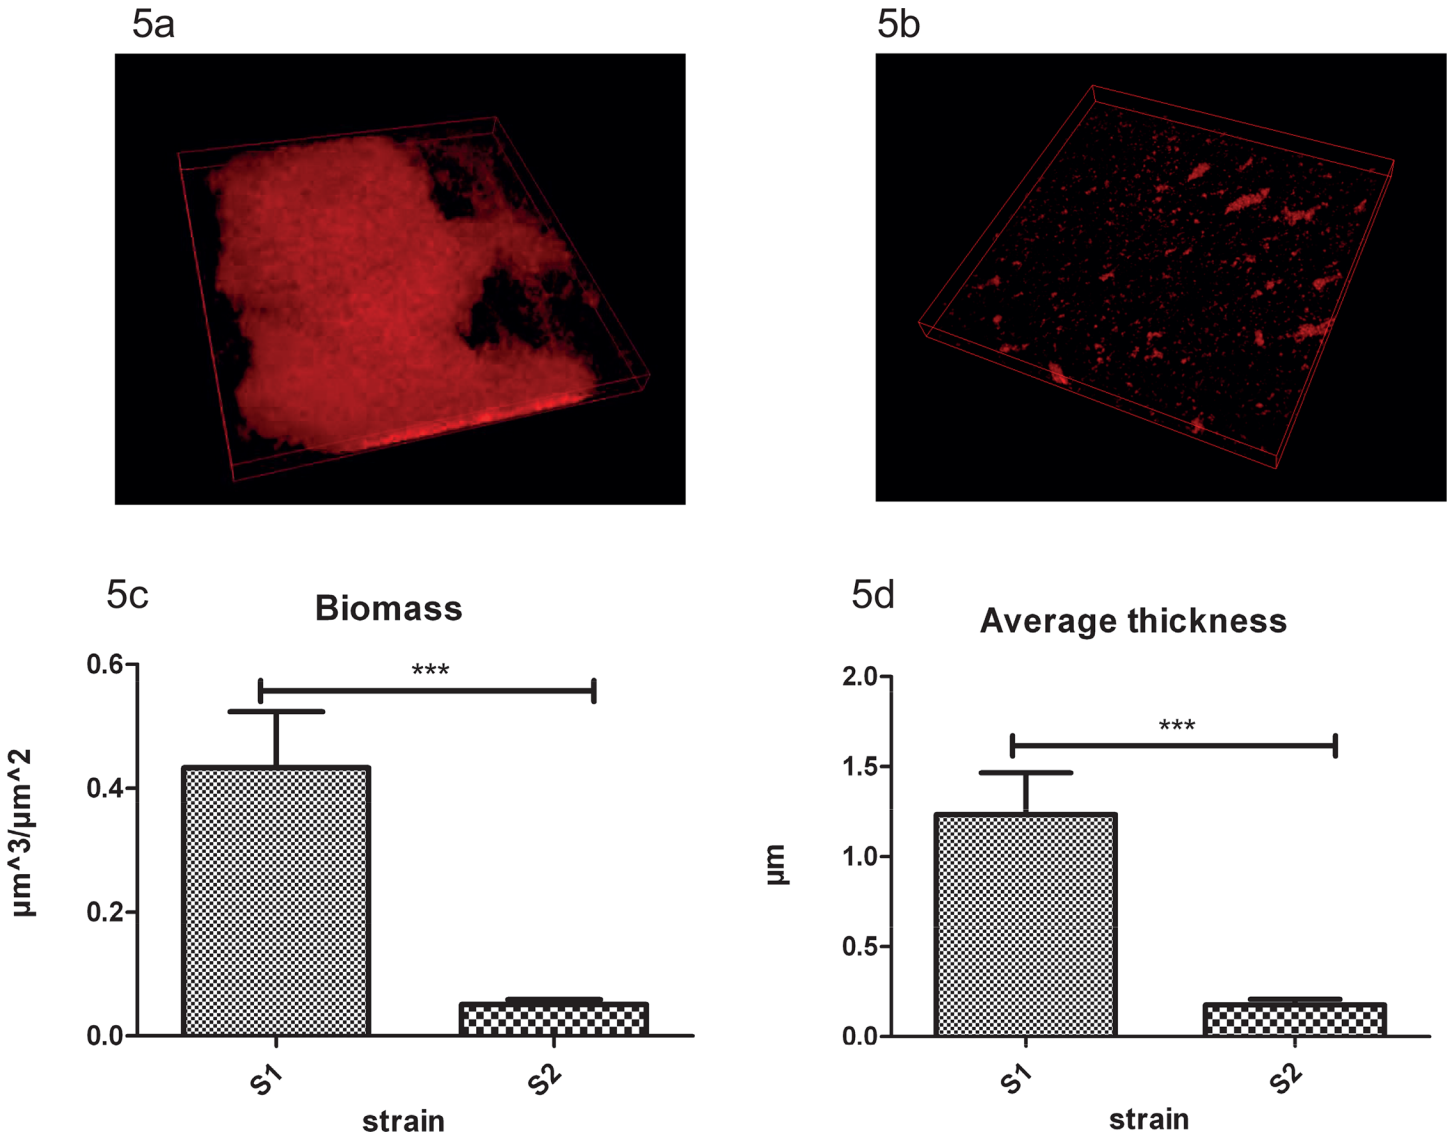 5a
5b
5c
Biomass
***
0.6
0.4
0.2
0.0
µm^3/µm^2
S1
S2
strain
5d
Average thickness
***
2.0
1.5
1.0
0.5
0.0
µm
S1
S2
strain